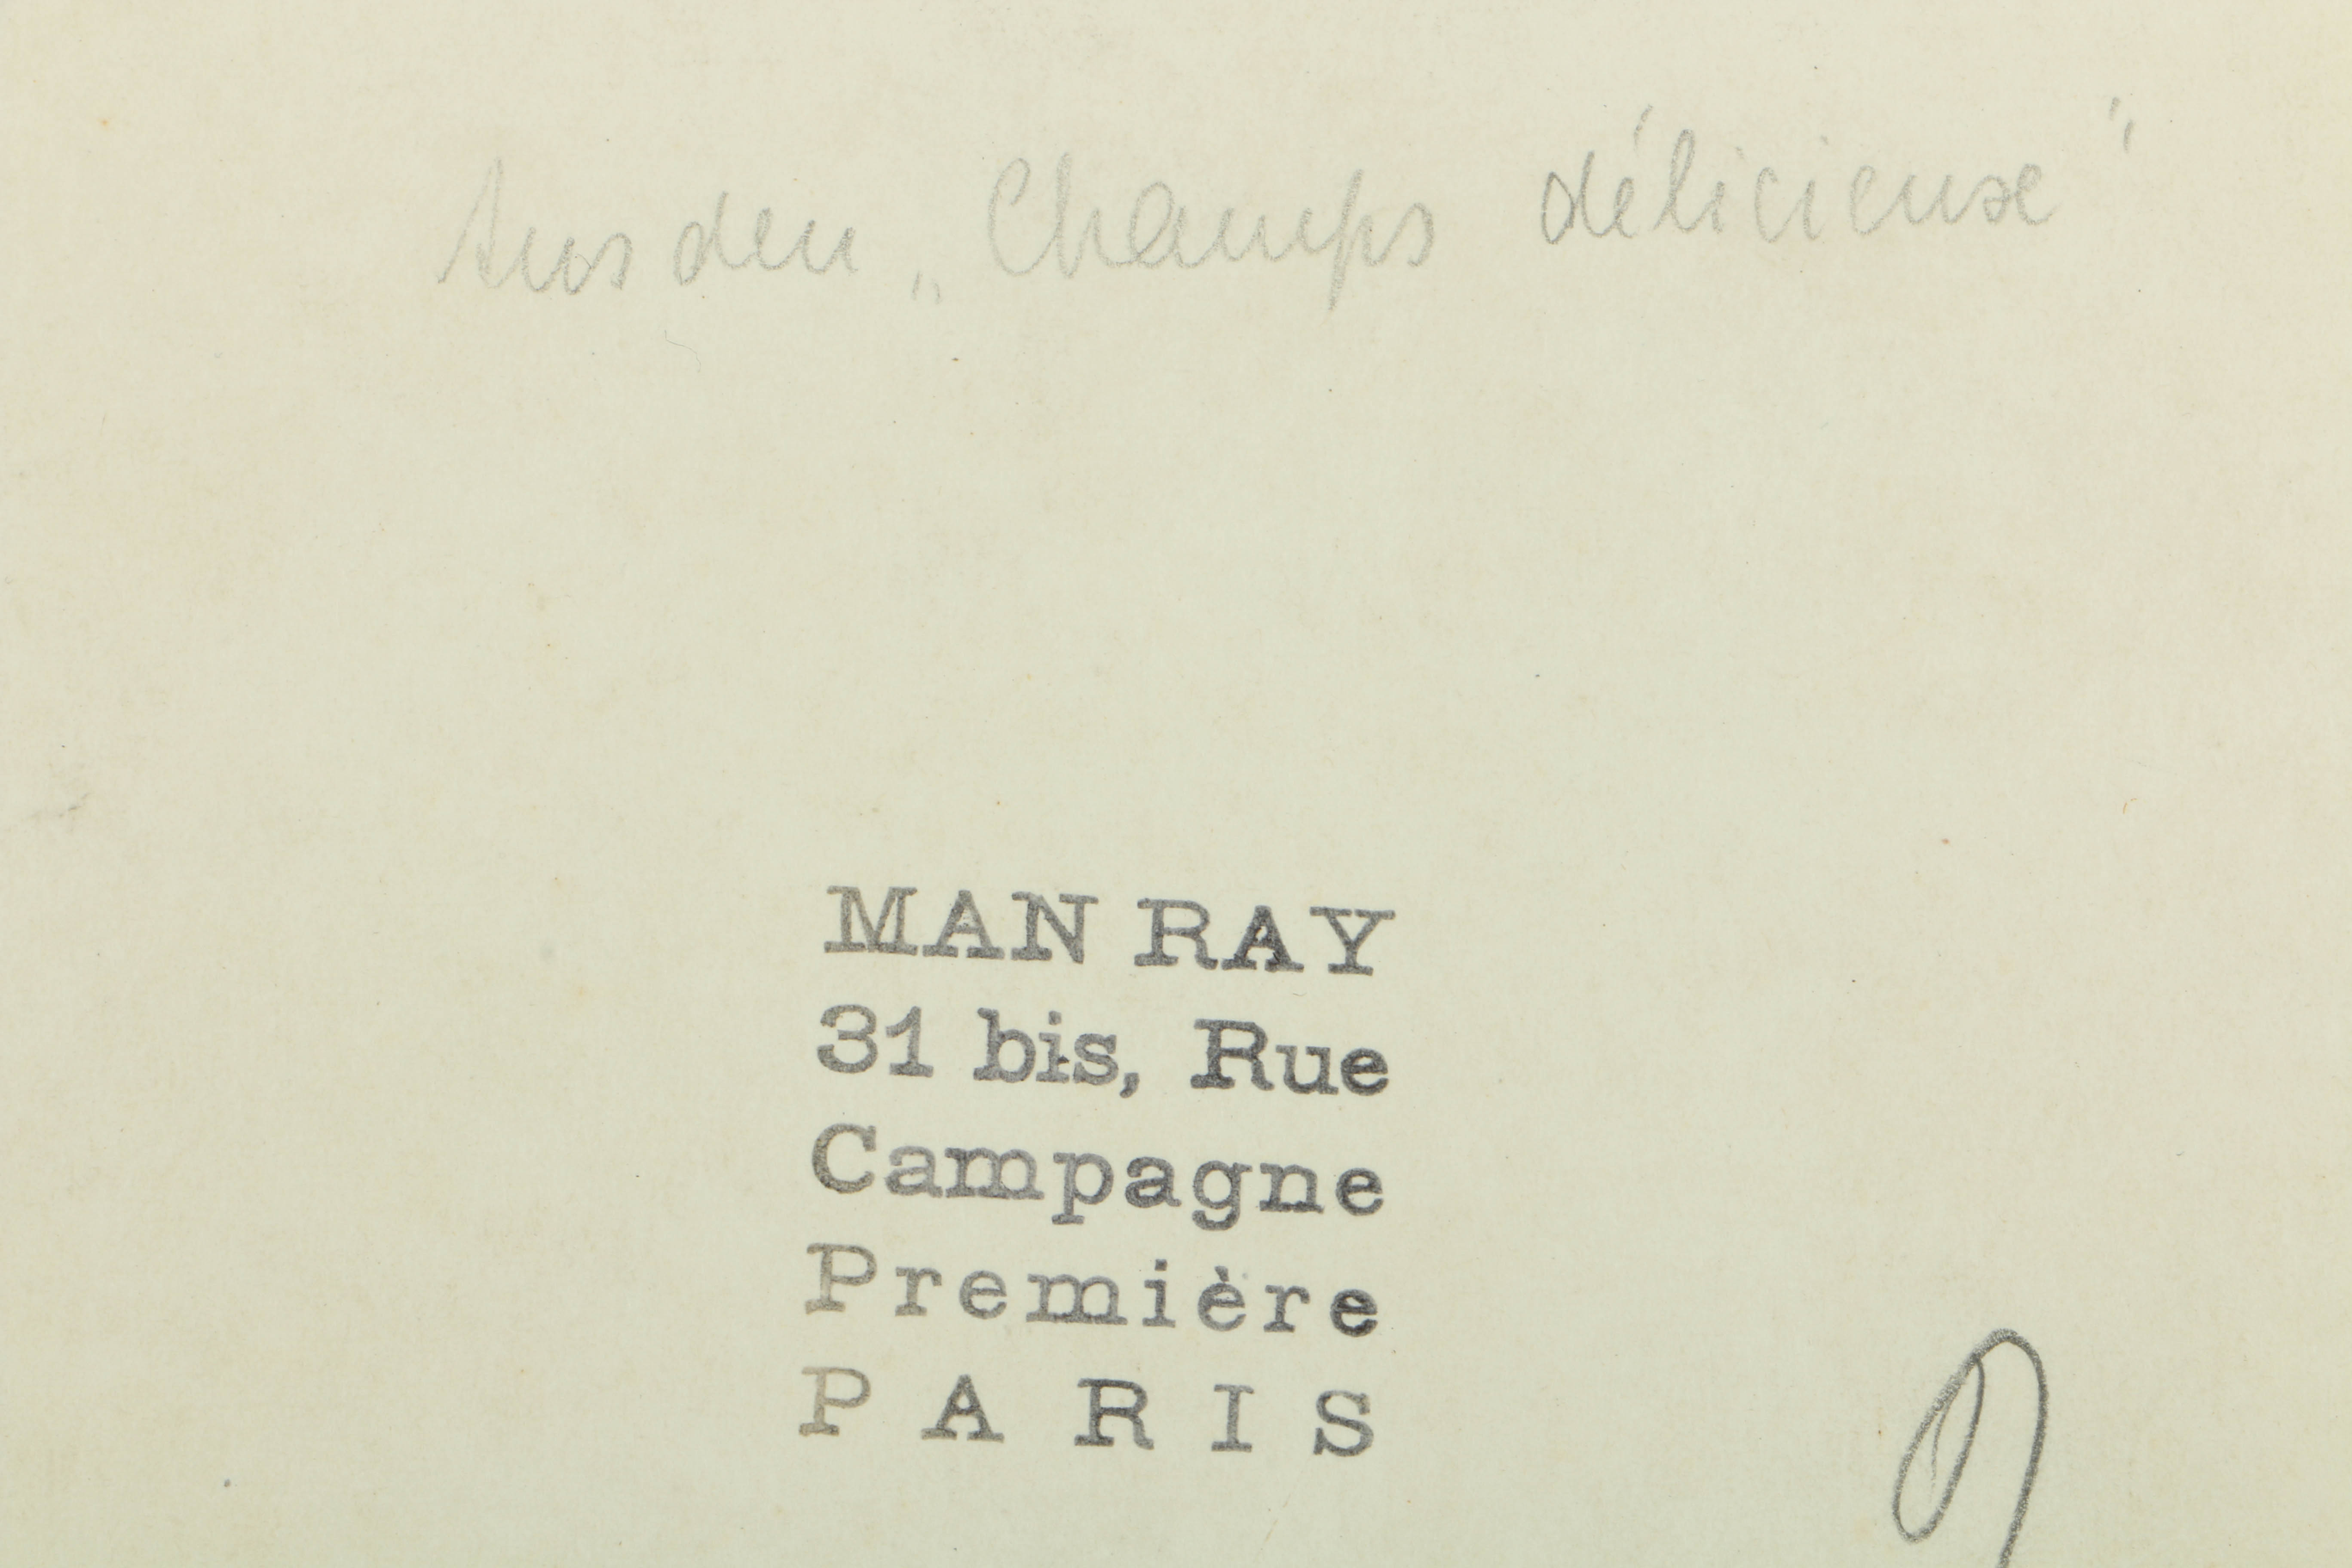 Aus den „Champs délicieuse"
MAN RAY
31 bis, Rue
Campagne
Première
PARIS